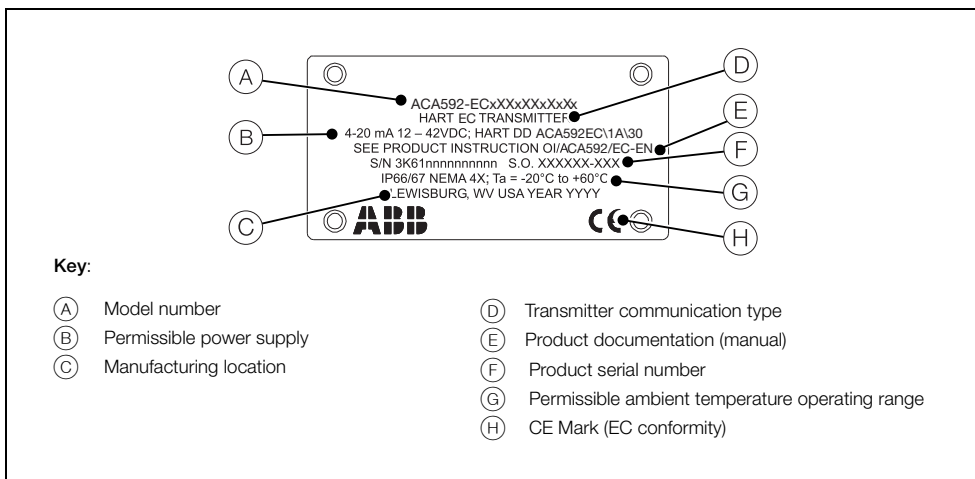 A
D
ACA592-ECxXXxXXxXxXx
HART EC TRANSMITTER
E
B
4-20 mA 12 – 42VDC; HART DD ACA592EC\1A\30
SEE PRODUCT INSTRUCTION OI/ACA592/EC-EN
F
S/N 3K61nnnnnnnnnn S.O. XXXXXX-XXX
IP66/67 NEMA 4X; Ta = -20°C to +60°C
G
LEWISBURG, WV USA YEAR YYYY
C
ABB
CE
H
Key:
A Model number
B Permissible power supply
C Manufacturing location
D Transmitter communication type
E Product documentation (manual)
F Product serial number
G Permissible ambient temperature operating range
H CE Mark (EC conformity)